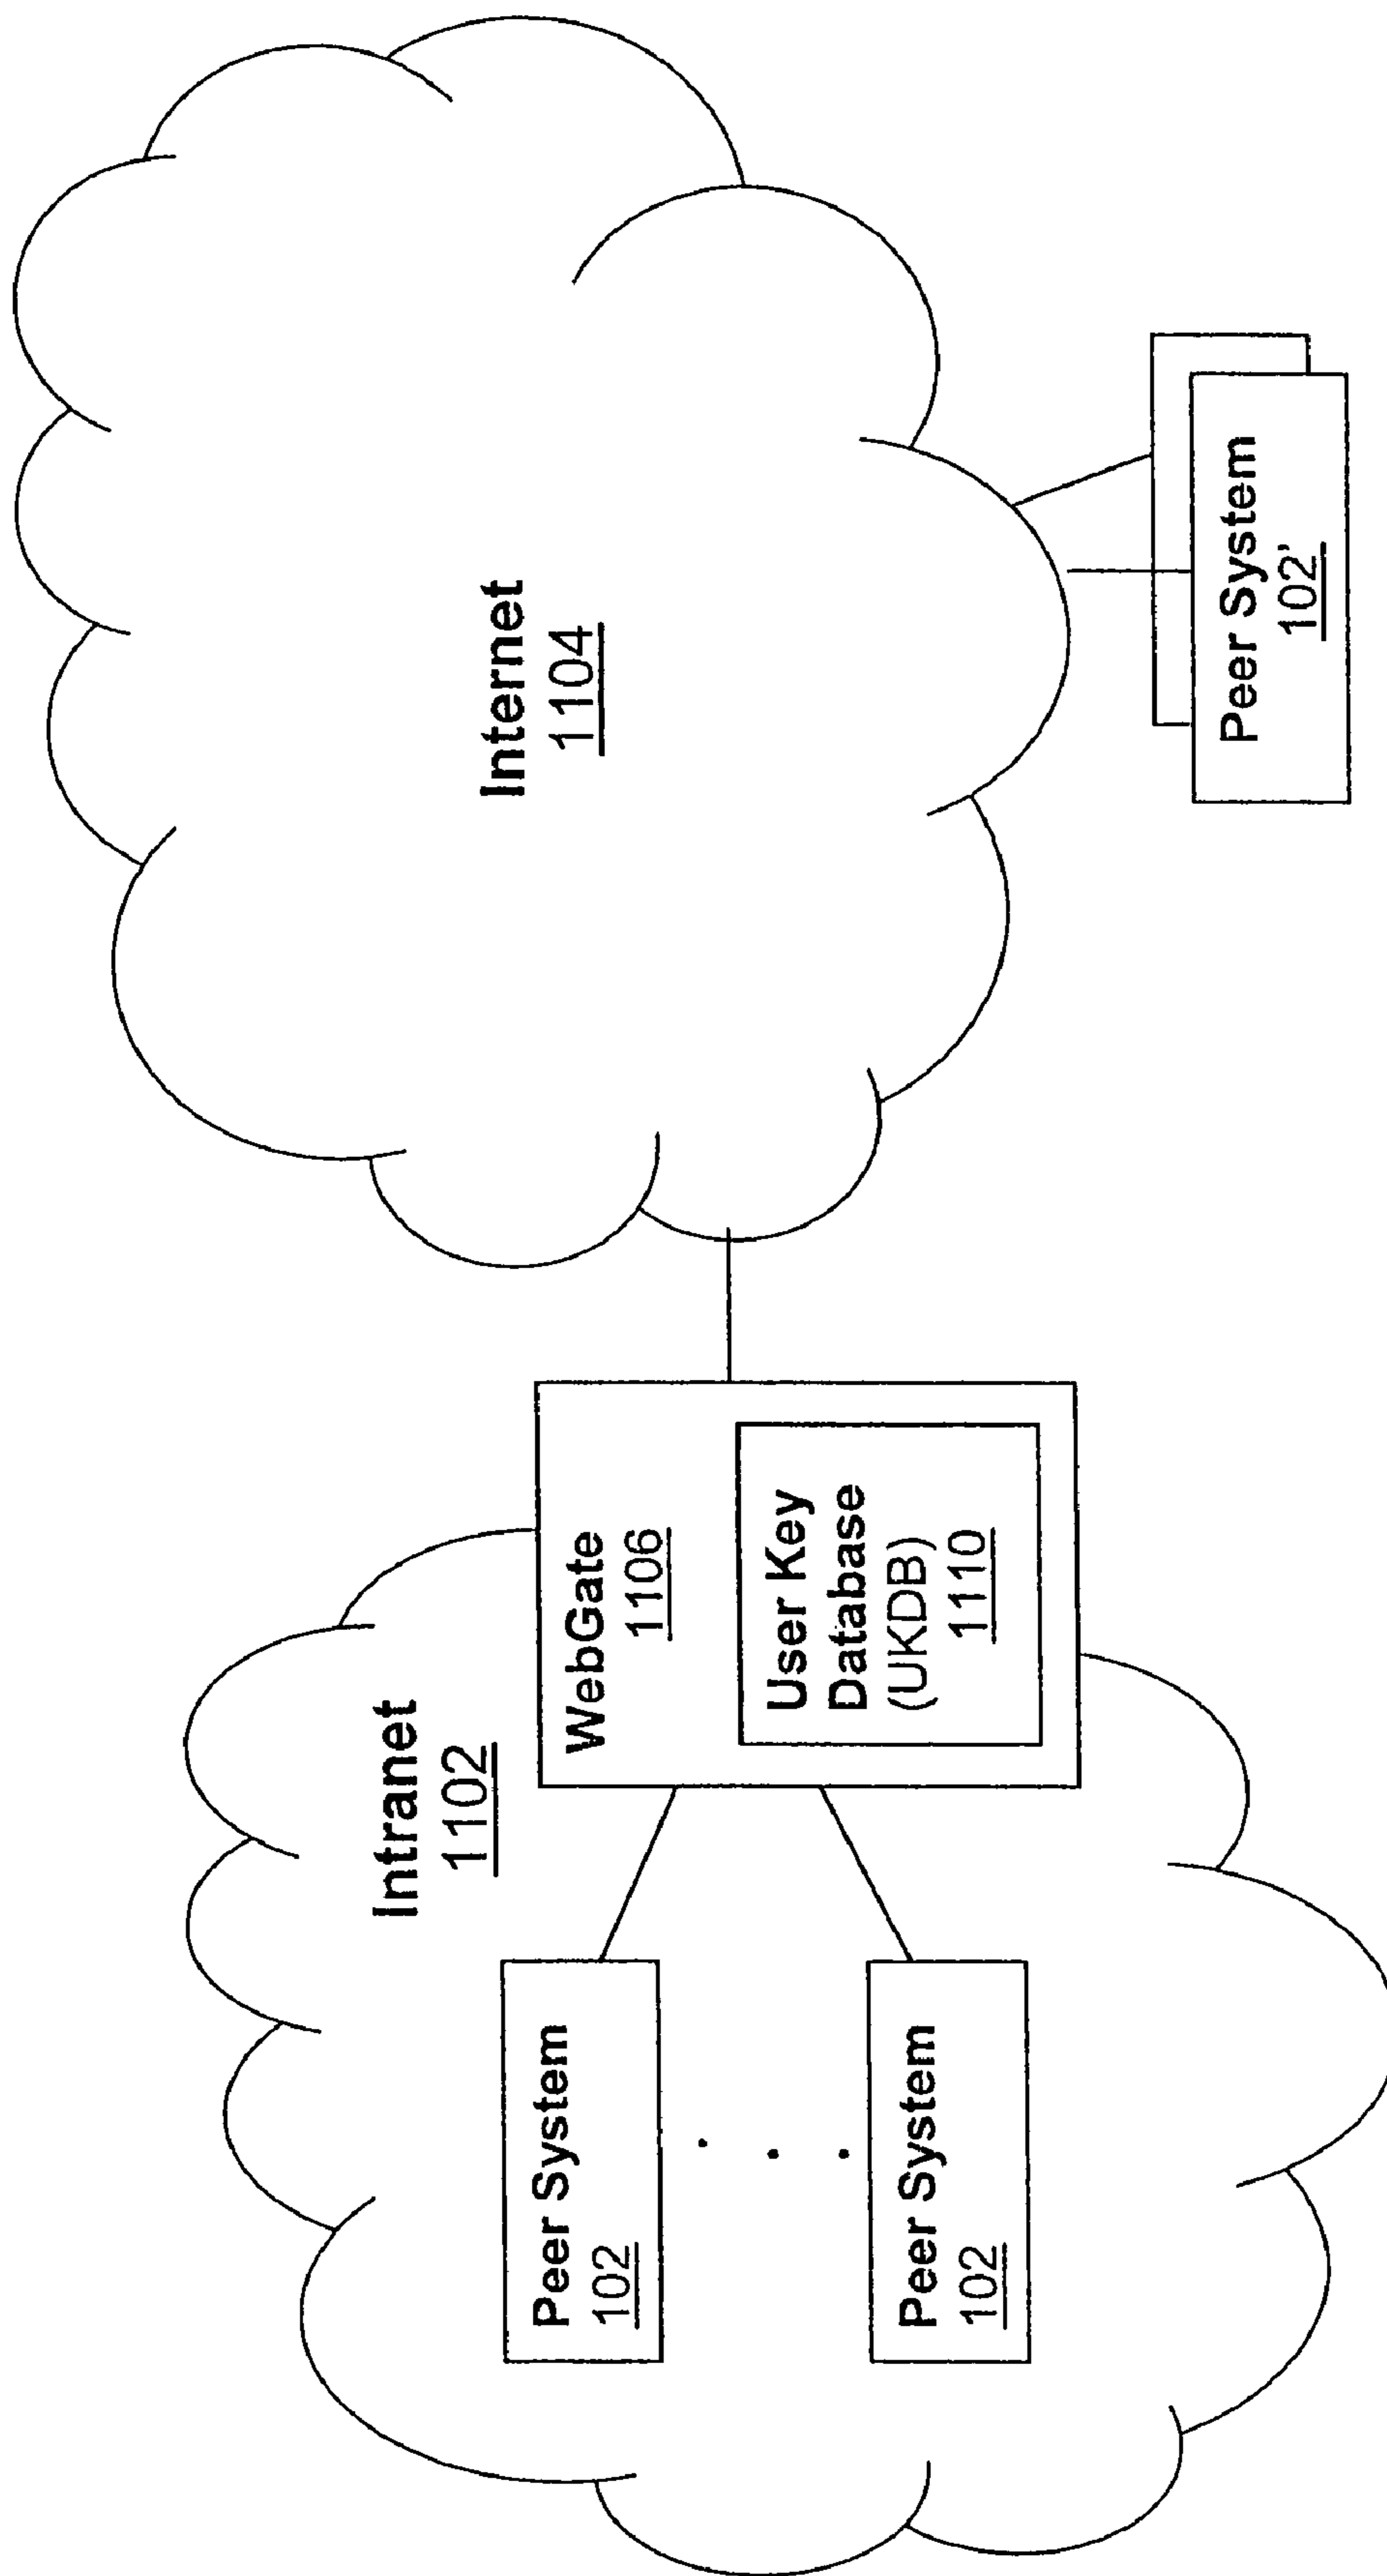 Intranet
1102
Peer System
102
Peer System
102
WebGate
1106
User Key
Database
(UKDB)
1110
Internet
1104
Peer System
102'